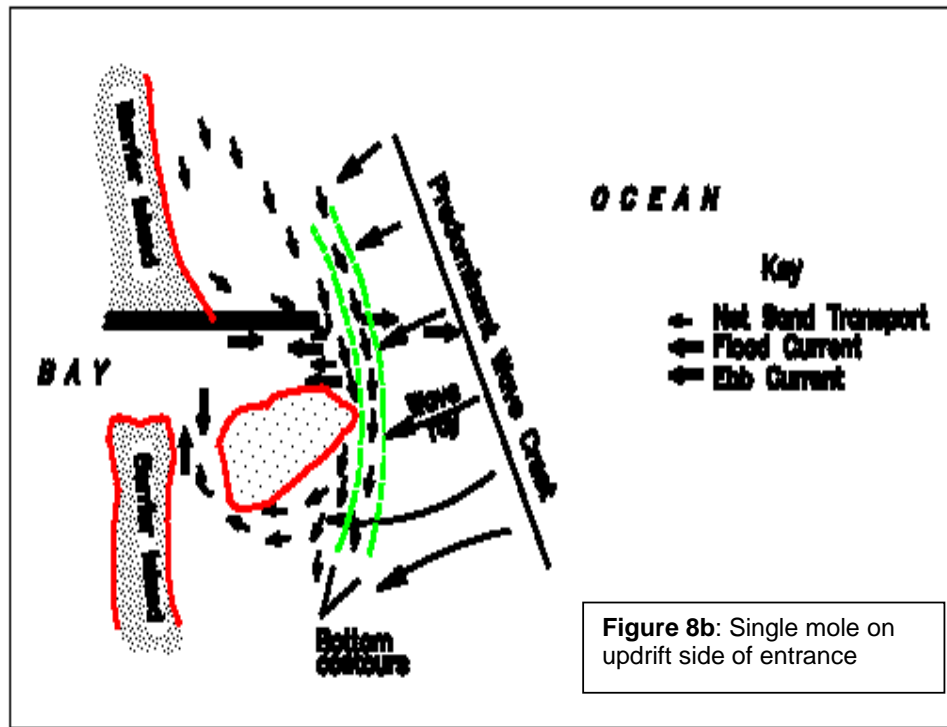 Barrier Island
OCEAN
Predominant Wave Crest
Key
Net Sand Transport
Flood Current
Ebb Current
BAY
Wave
ray
Barrier Island
Bottom
contours
Figure 8b: Single mole on
updrift side of entrance